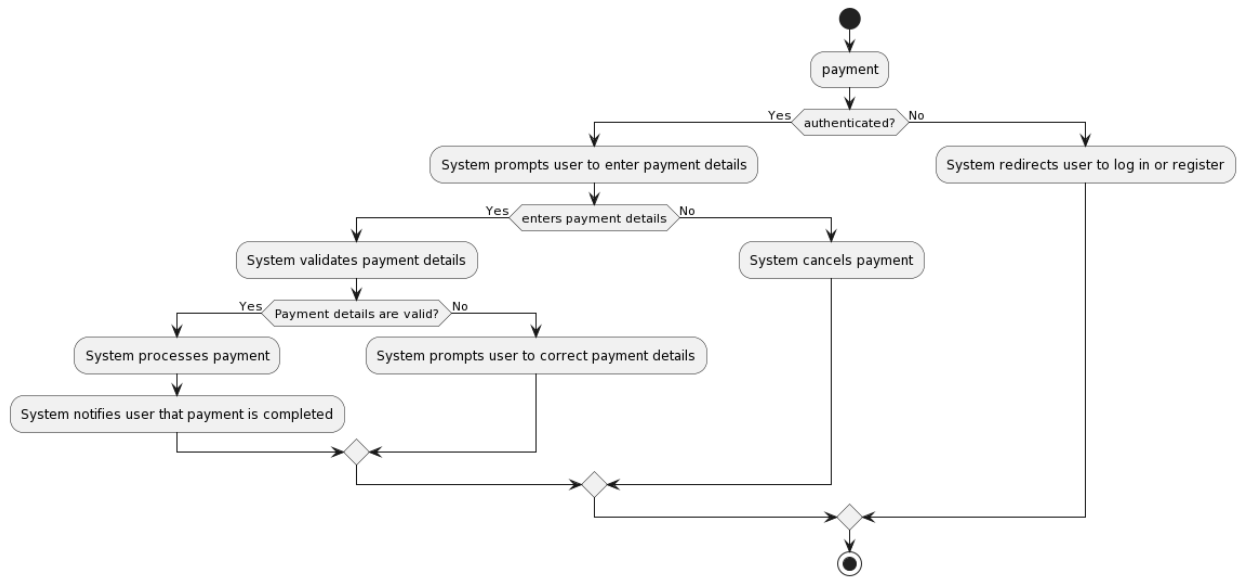 payment
Yes
authenticated?
No
System prompts user to enter payment details
System redirects user to log in or register
Yes
enters payment details
No
System validates payment details
System cancels payment
Yes
Payment details are valid?
No
System processes payment
System prompts user to correct payment details
System notifies user that payment is completed